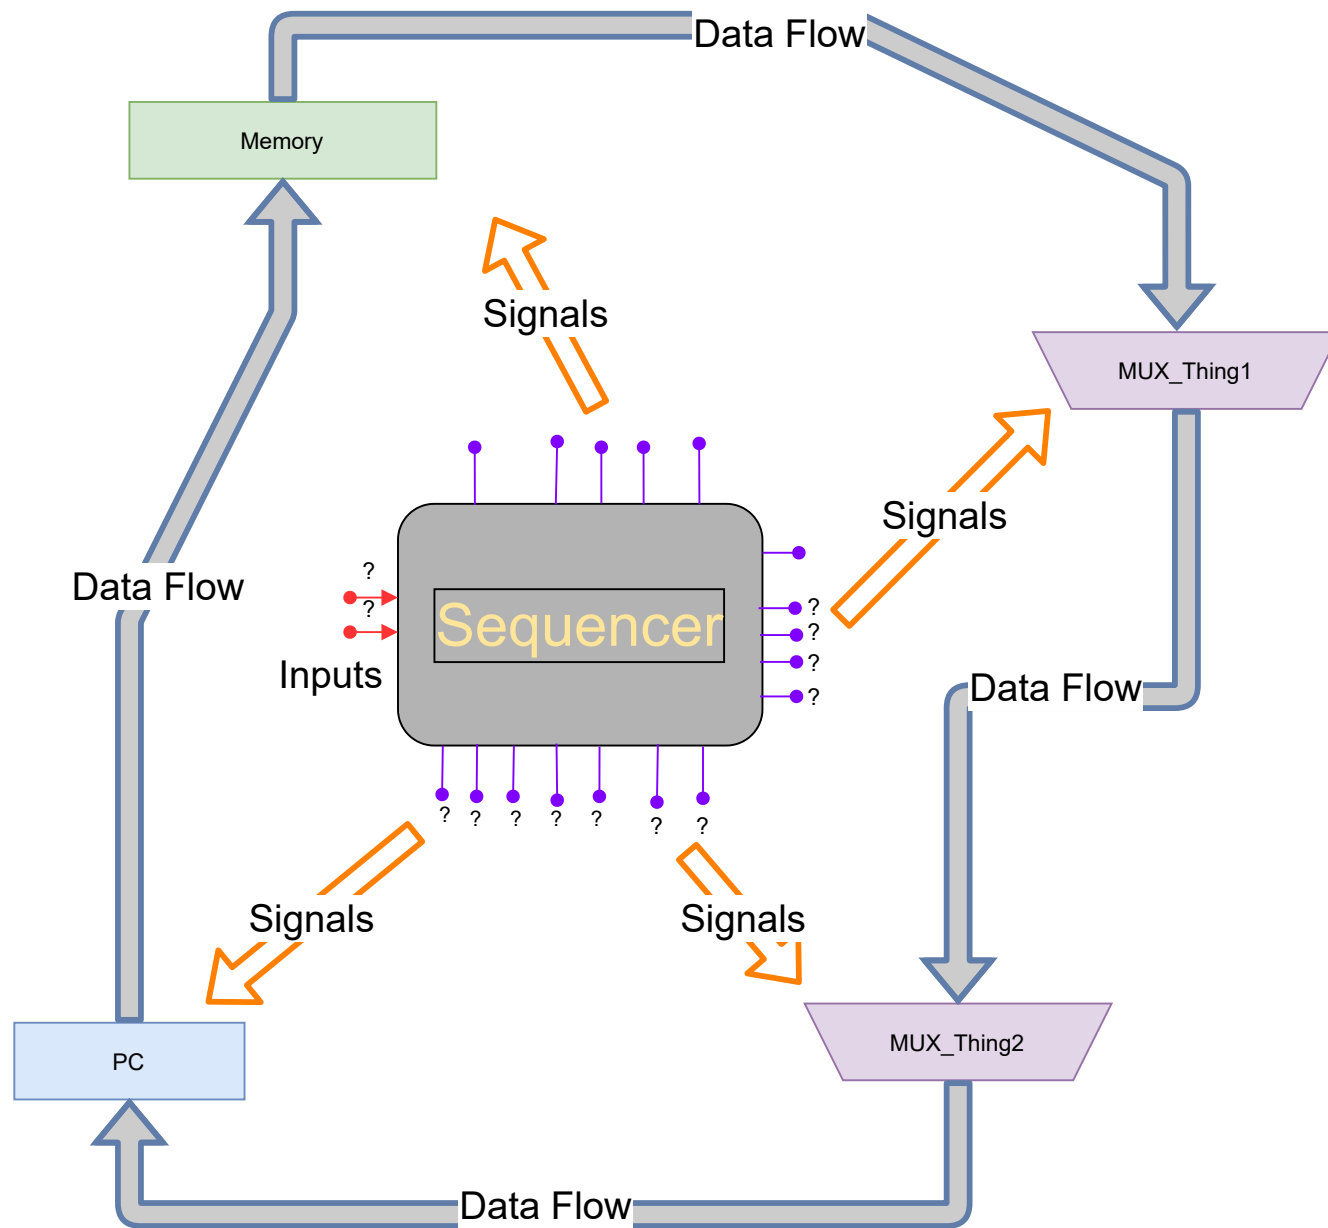 Data Flow
Memory
Signals
MUX_Thing1
Signals
?
Data Flow
?
?
Sequencer
?
Inputs
?
?
Data Flow
? ? ? ? ? ? ?
Signals
Signals
MUX_Thing2
PC
Data Flow